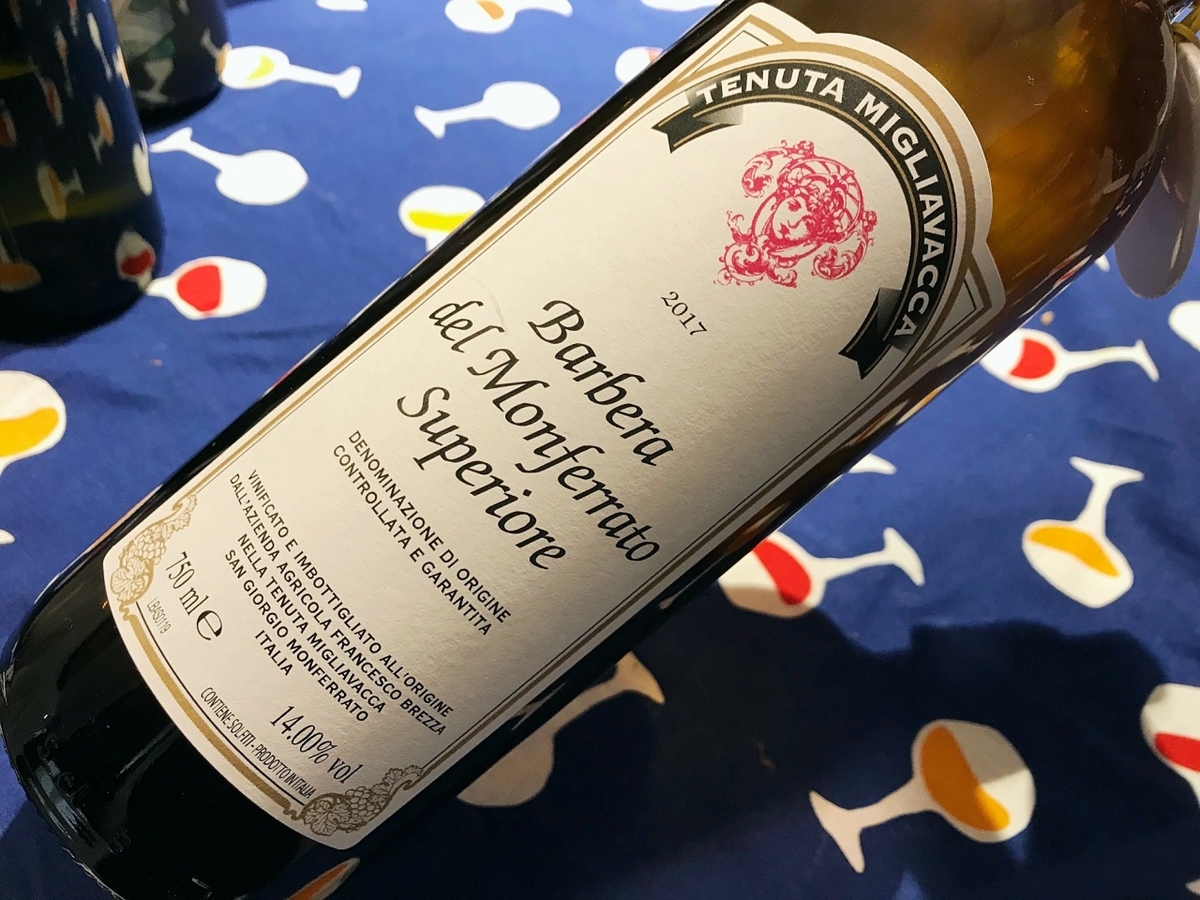 TENUTA MIGLIAVACCA
2017
Barbera
del Monferrato
Superiore
DENOMINAZIONE DI ORIGINE
CONTROLLATA E GARANTITA
VINIFICATO E IMBOTTIGLIATO ALL'ORIGINE
DALL'AZIENDA AGRICOLA FRANCESCO BREZZA
NELLA TENUTA MIGLIAVACCA
SAN GIORGIO MONFERRATO
ITALIA
750 ml e
LBAS0119
14.00% vol
CONTIENE SOLFITI - PRODOTTO IN ITALIA